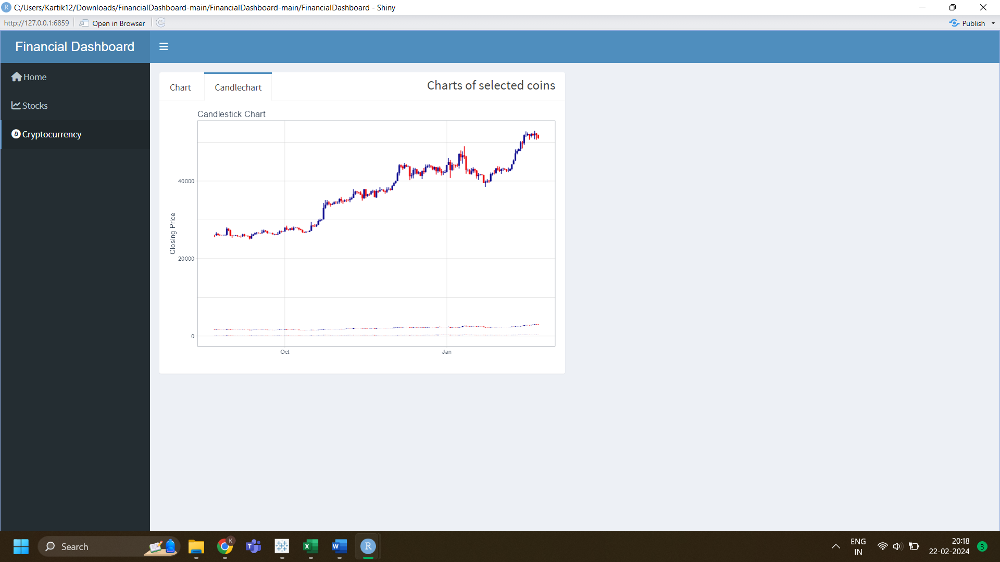 C:/Users/Kartik12/Downloads/FinancialDashboard-main/FinancialDashboard-main/FinancialDashboard - Shiny
http://127.0.0.1:6859
Open in Browser
Publish
Financial Dashboard
Home
Stocks
Cryptocurrency
Chart
Candlechart
Charts of selected coins
Candlestick Chart
Closing Price
40000
20000
0
Oct
Jan
Search
ENG
IN
20:18
22-02-2024
3